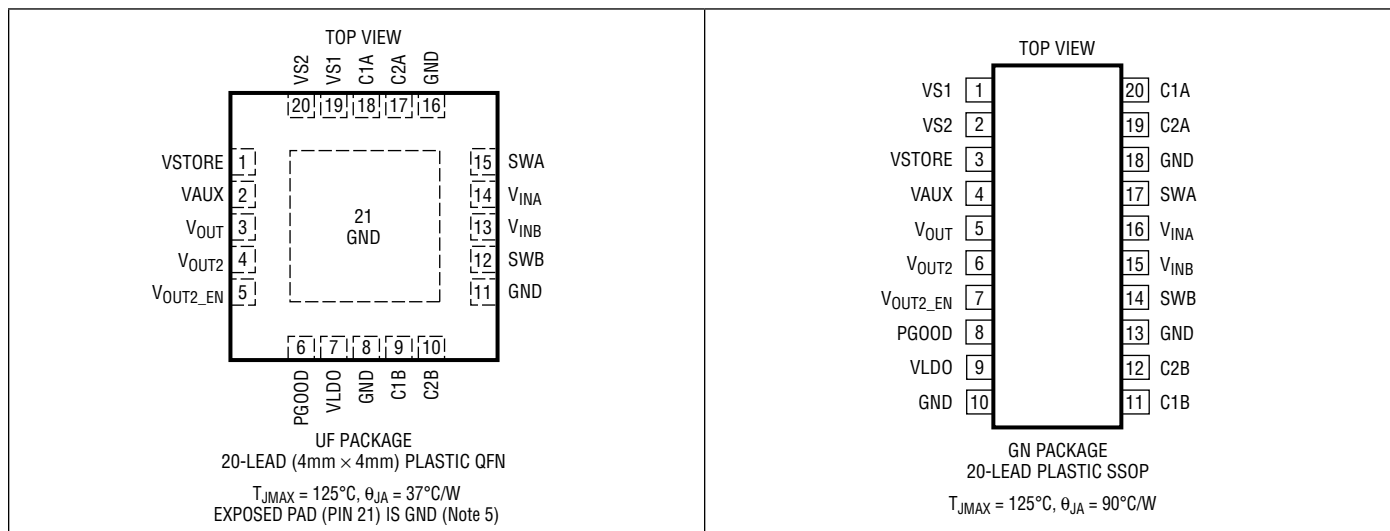 TOP VIEW
VS2 VS1 C1A C2A GND
20 19 18 17 16
VSTORE 1
VAUX 2
VOUT 3
VOUT2 4
VOUT2_EN 5
21
GND
15 SWA
14 VINA
13 VINB
12 SWB
11 GND
6 7 8 9 10
PGOOD VLDO GND C1B C2B
UF PACKAGE
20-LEAD (4mm × 4mm) PLASTIC QFN
TJMAX = 125°C, θJA = 37°C/W
EXPOSED PAD (PIN 21) IS GND (Note 5)
TOP VIEW
VS1 1
VS2 2
VSTORE 3
VAUX 4
VOUT 5
VOUT2 6
VOUT2_EN 7
PGOOD 8
VLDO 9
GND 10
20 C1A
19 C2A
18 GND
17 SWA
16 VINA
15 VINB
14 SWB
13 GND
12 C2B
11 C1B
GN PACKAGE
20-LEAD PLASTIC SSOP
TJMAX = 125°C, θJA = 90°C/W